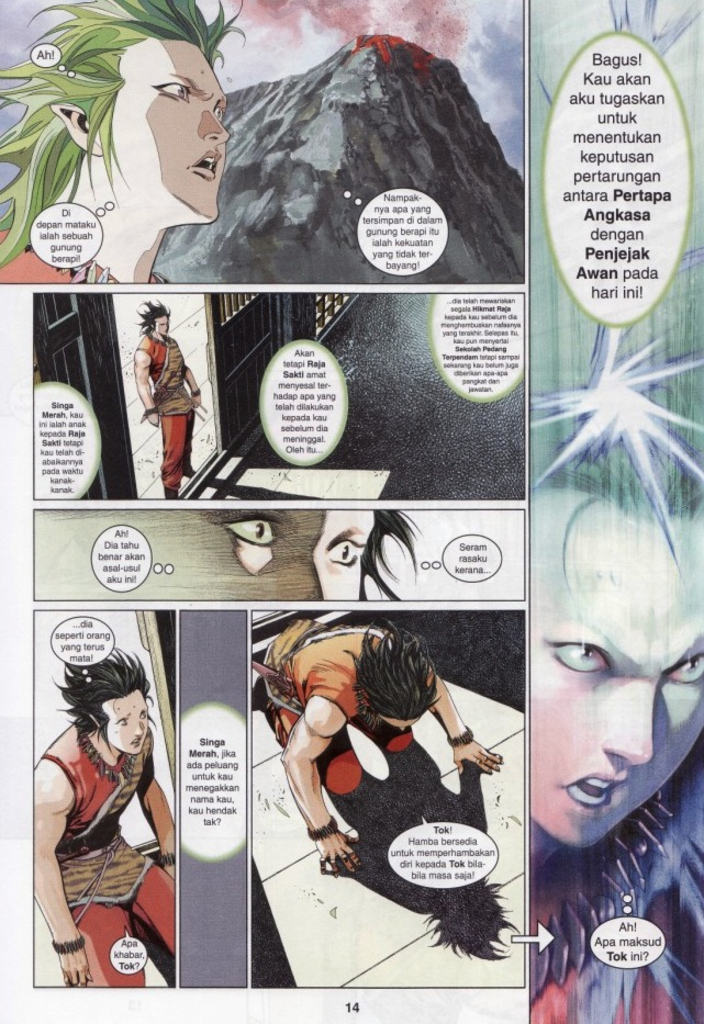 Ah!
Di
depan mataku
ialah sebuah
gunung
berapi!
Nampak-
nya apa yang
tersimpan di dalam
gunung berapi itu
ialah kekuatan
yang tidak ter-
bayang!
Singa
Merah, kau
ini ialah anak
kepada Raja
Sakti tetapi
kau telah di-
abaikannya
pada waktu
kanak-
kanak.
Akan
tetapi Raja
Sakti amat
menyesal ter-
hadap apa yang
telah dilakukan
kepada kau
sebelum dia
meninggal.
Oleh itu...
...dia telah mewariskan
segala Hikmat Raja
kepada kau sebelum dia
menghembuskan nafasnya
yang terakhir. Selepas itu,
kau pun menyertai
Sekolah Pedang
Terpendam tetapi sampai
sekarang kau belum juga
diberikan apa-apa
pangkat dan
jawatan.
Ah!
Dia tahu
benar akan
asal-usul
aku ini!
Seram
rasaku
kerana...
...dia
seperti orang
yang terus
mata!
Apa
khabar,
Tok?
Singa
Merah, jika
ada peluang
untuk kau
menegakkan
nama kau,
kau hendak
tak?
Tok!
Hamba bersedia
untuk memperhambakan
diri kepada Tok bila-
bila masa saja!
Bagus!
Kau akan
aku tugaskan
untuk
menentukan
keputusan
pertarungan
antara Pertapa
Angkasa
dengan
Penjejak
Awan pada
hari ini!
Ah!
Apa maksud
Tok ini?
14